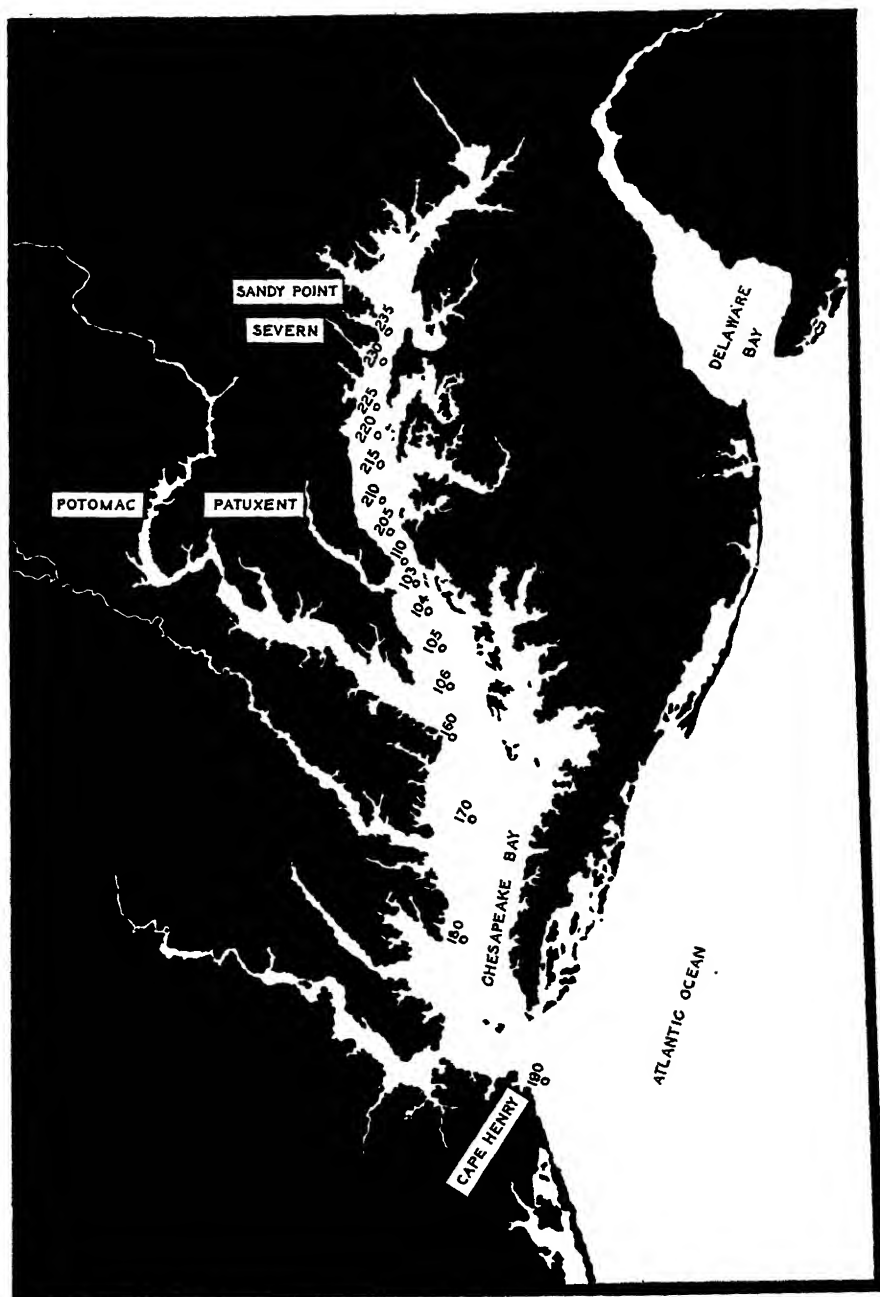 SANDY POINT
SEVERN
235
230
225
220
215
210
205
110
103
104
105
106
160
170
180
190
POTOMAC
PATUXENT
DELAWARE
BAY
CHESAPEAKE BAY
CAPE HENRY
ATLANTIC OCEAN